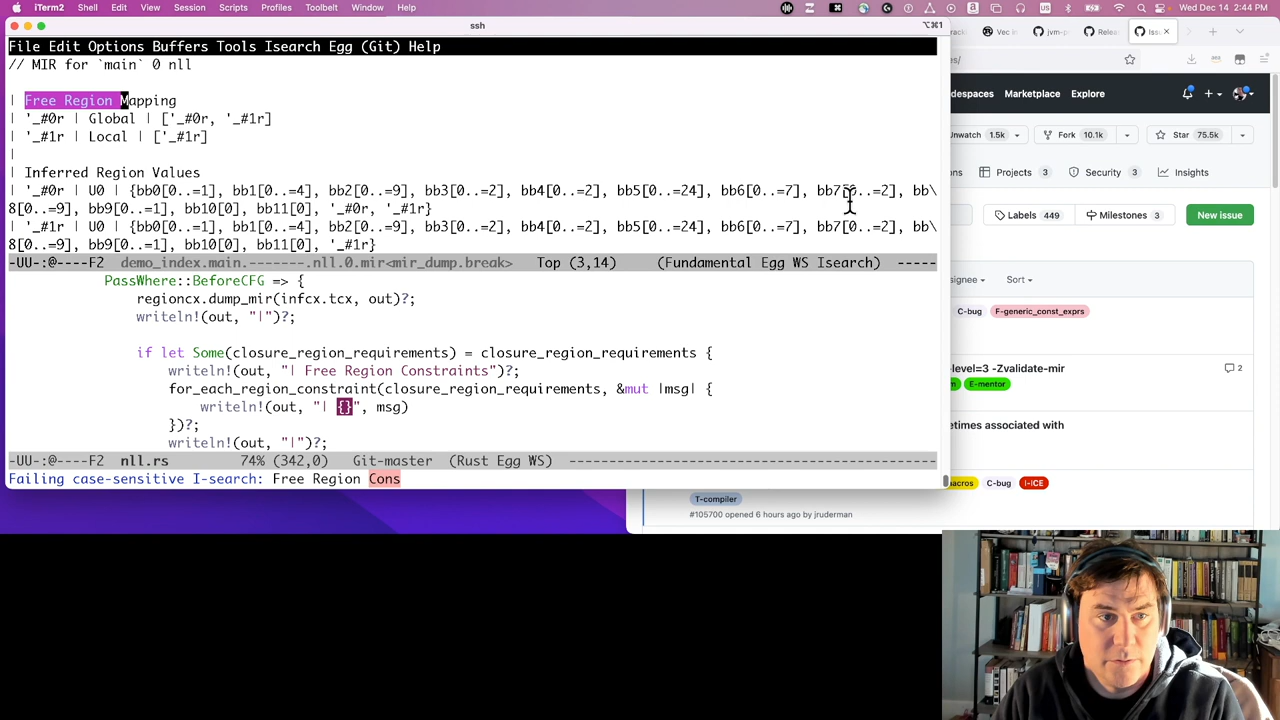 iTerm2 Shell Edit View Session Scripts Profiles Toolbelt Window Help
Wed Dec 14 2:44 PM
ssh
⌥⌘1
File Edit Options Buffers Tools Isearch Egg (Git) Help
// MIR for `main` 0 nll
| Free Region Mapping
| '_#0r | Global | ['_#0r, '_#1r]
| '_#1r | Local | ['_#1r]
|
| Inferred Region Values
| '_#0r | U0 | {bb0[0..=1], bb1[0..=4], bb2[0..=9], bb3[0..=2], bb4[0..=2], bb5[0..=24], bb6[0..=7], bb7[0..=2], bb\
8[0..=9], bb9[0..=1], bb10[0], bb11[0], '_#0r, '_#1r}
| '_#1r | U0 | {bb0[0..=1], bb1[0..=4], bb2[0..=9], bb3[0..=2], bb4[0..=2], bb5[0..=24], bb6[0..=7], bb7[0..=2], bb\
8[0..=9], bb9[0..=1], bb10[0], bb11[0], '_#1r}
-UU-:@----F2  demo_index.main.-------.nll.0.mir<mir_dump.break>   Top (3,14)     (Fundamental Egg WS Isearch) -----
            PassWhere::BeforeCFG => {
                regioncx.dump_mir(infcx.tcx, out)?;
                writeln!(out, "|")?;
                if let Some(closure_region_requirements) = closure_region_requirements {
                    writeln!(out, "| Free Region Constraints")?;
                    for_each_region_constraint(closure_region_requirements, &mut |msg| {
                        writeln!(out, "| {}", msg)
                    })?;
                    writeln!(out, "|")?;
-UU-:@----F2  nll.rs         74% (342,0)    Git-master  (Rust Egg WS) ----------------------------------------------
Failing case-sensitive I-search: Free Region Cons
Vec in
jvm-p
Relea
Iss
es/
despaces Marketplace Explore
Unwatch 1.5k
Fork 10.1k
Star 75.5k
Projects 3
Security 3
Insights
Labels 449
Milestones 3
New issue
signee
Sort
C-bug
F-generic_const_exprs
-level=3 -Zvalidate-mir
2
E-mentor
etimes associated with
macros
C-bug
I-ICE
T-compiler
#105700 opened 6 hours ago by jruderman